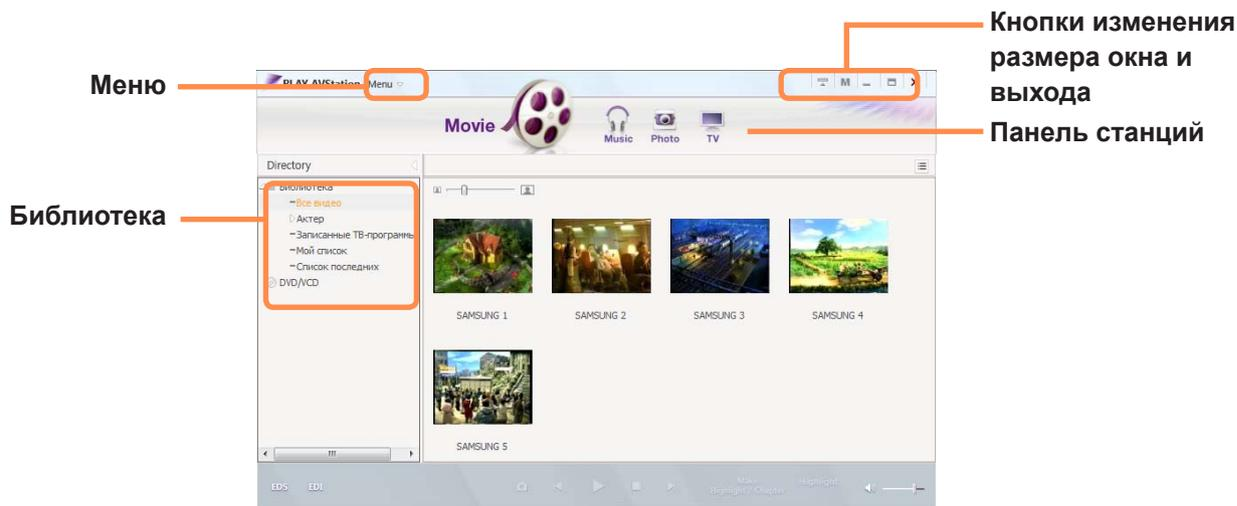 Кнопки изменения
размера окна и
выхода
Меню
PLAY AVStation Menu
M
Movie
Music Photo TV
Панель станций
Directory
Библиотека
Библиотека
Все видео
Актер
Записанные ТВ-программы
Мой список
Список последних
DVD/VCD
SAMSUNG 1 SAMSUNG 2 SAMSUNG 3 SAMSUNG 4
SAMSUNG 5
EDS EDI
Make
Highlight / Chapter
Highlight